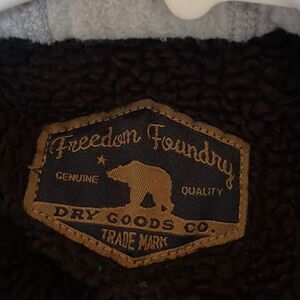 Freedom Foundry
GENUINE QUALITY
DRY GOODS CO.
TRADE MARK